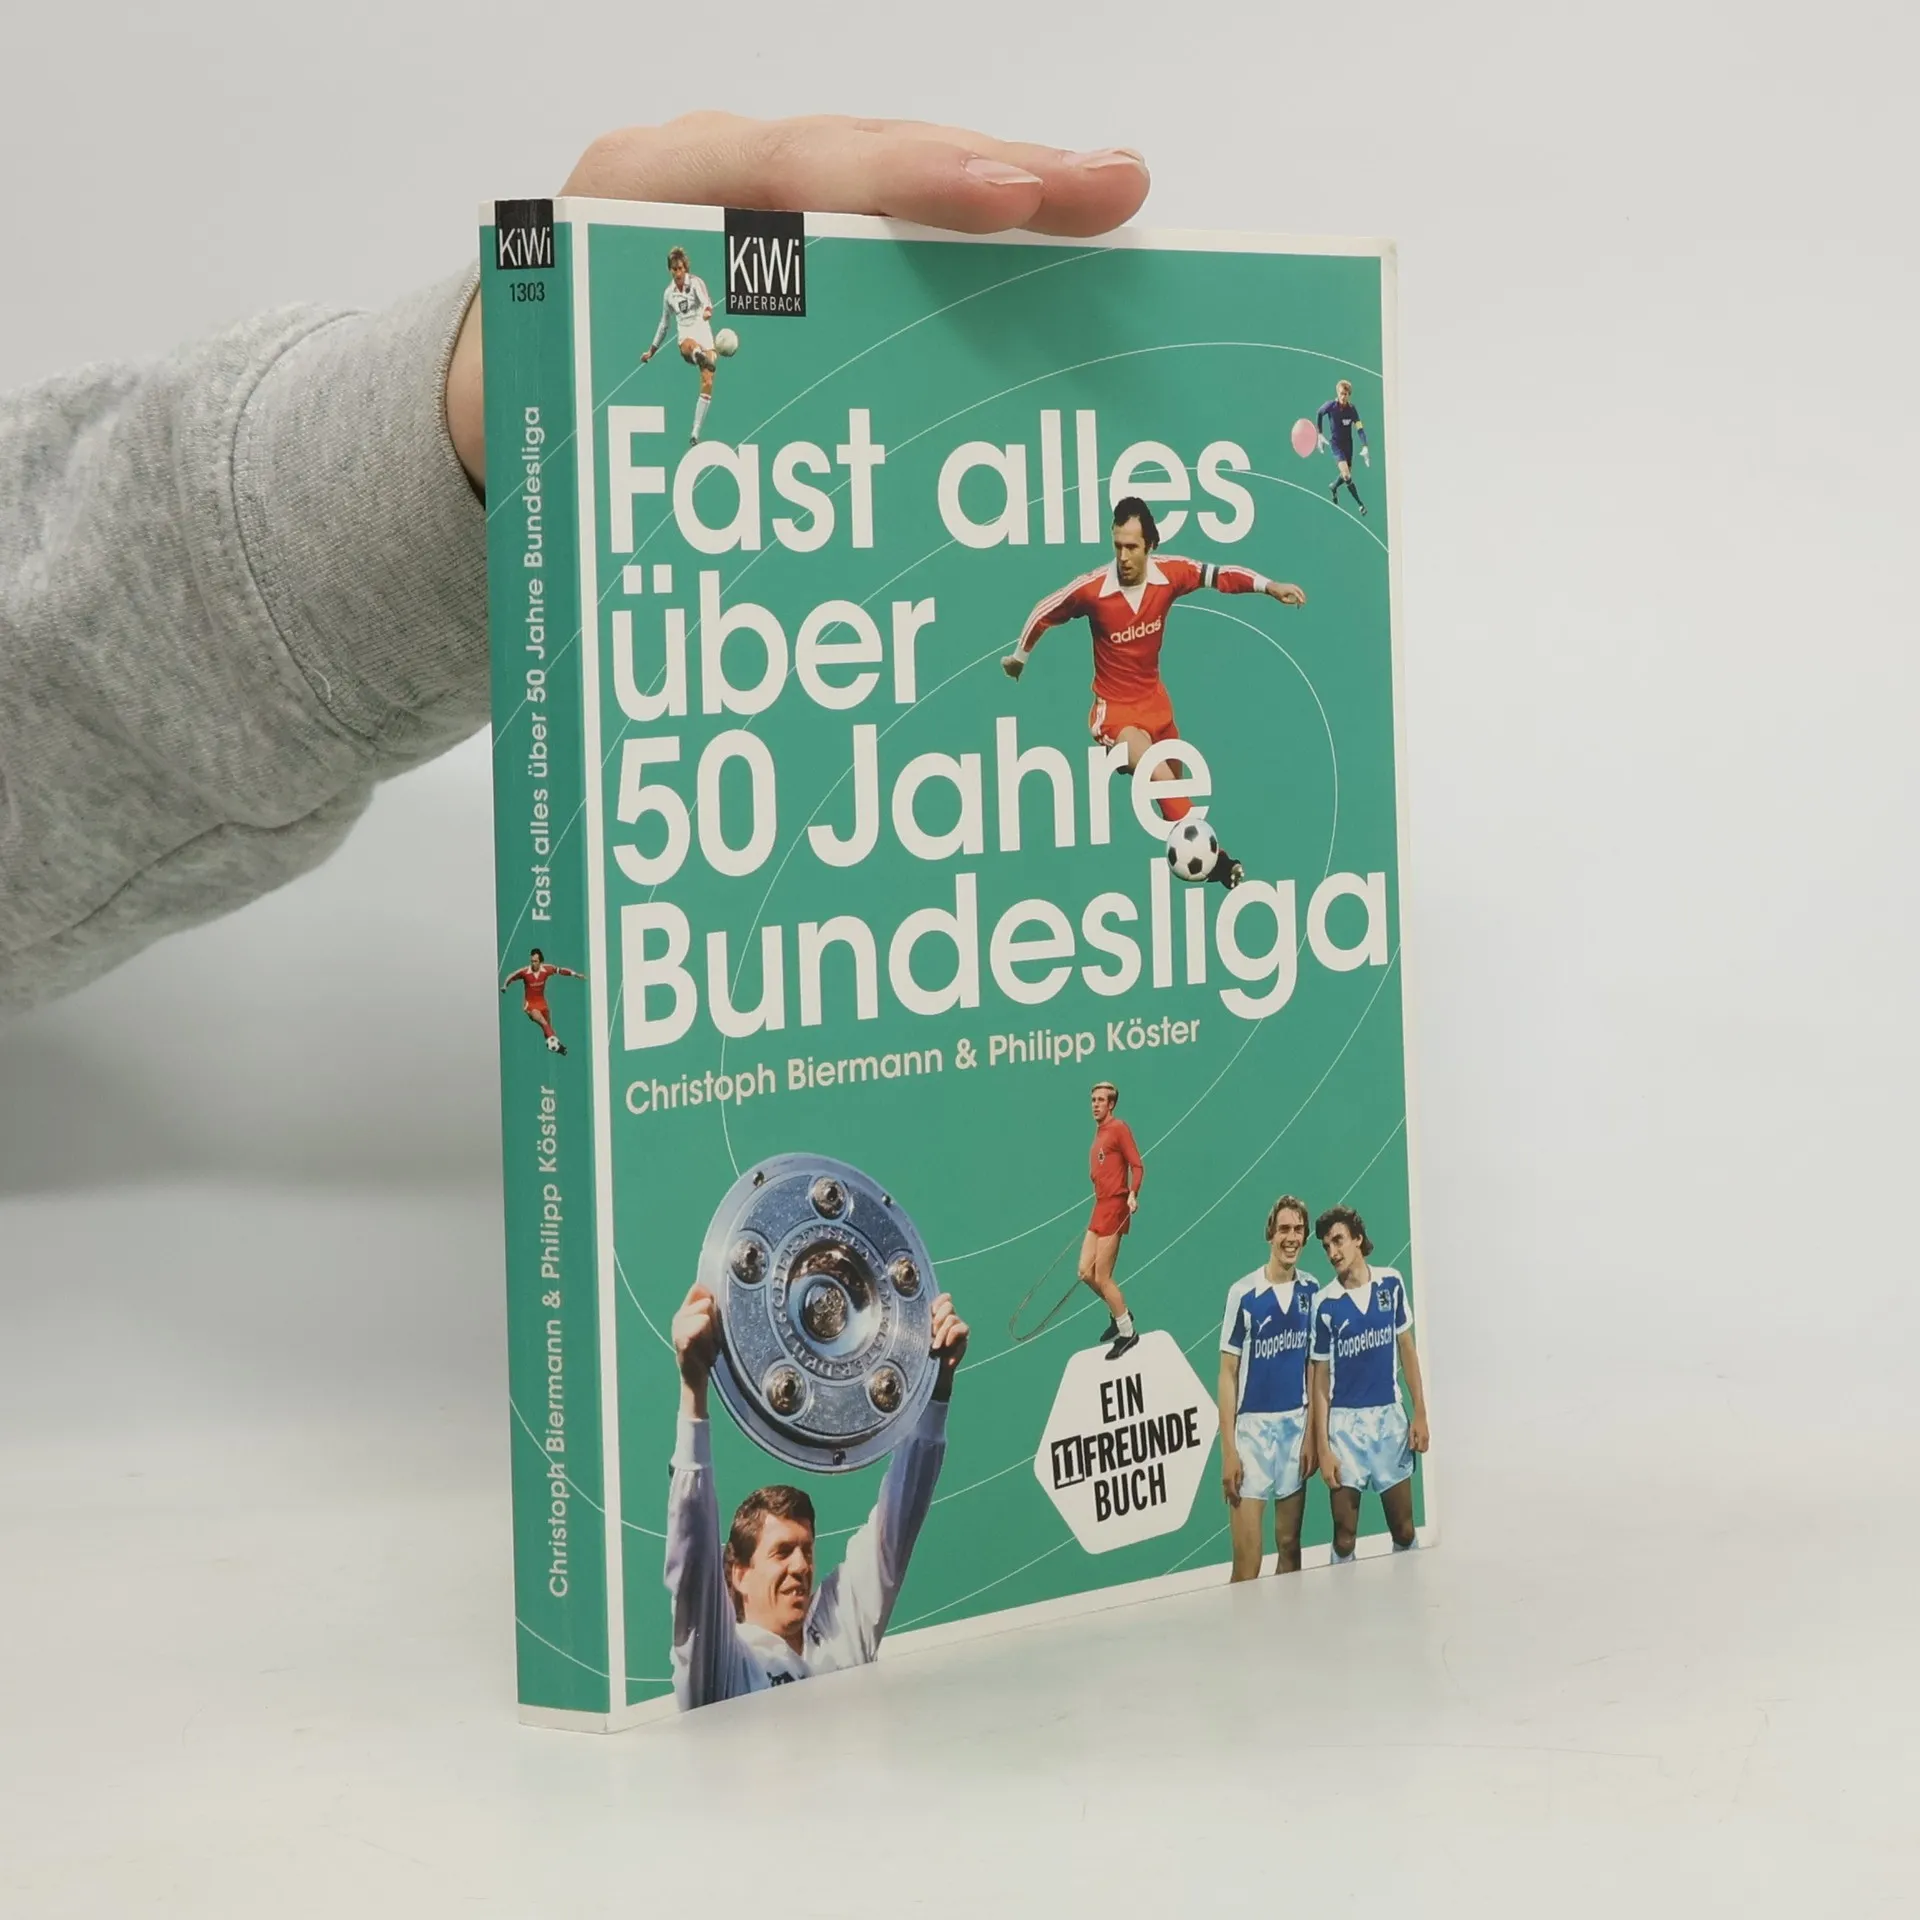 KiWi
1303
Fast alles über 50 Jahre Bundesliga
Christoph Biermann & Philipp Köster
KiWi
PAPERBACK
Fast alles
über
50 Jahre
Bundesliga
Christoph Biermann & Philipp Köster
adidas
EIN
11FREUNDE
BUCH
Doppeldusch
Doppeldusch